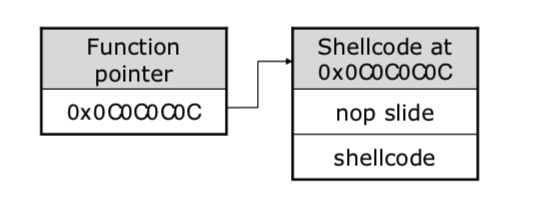 Function
pointer
0x0C0C0C0C
Shellcode at
0x0C0C0C0C
nop slide
shellcode